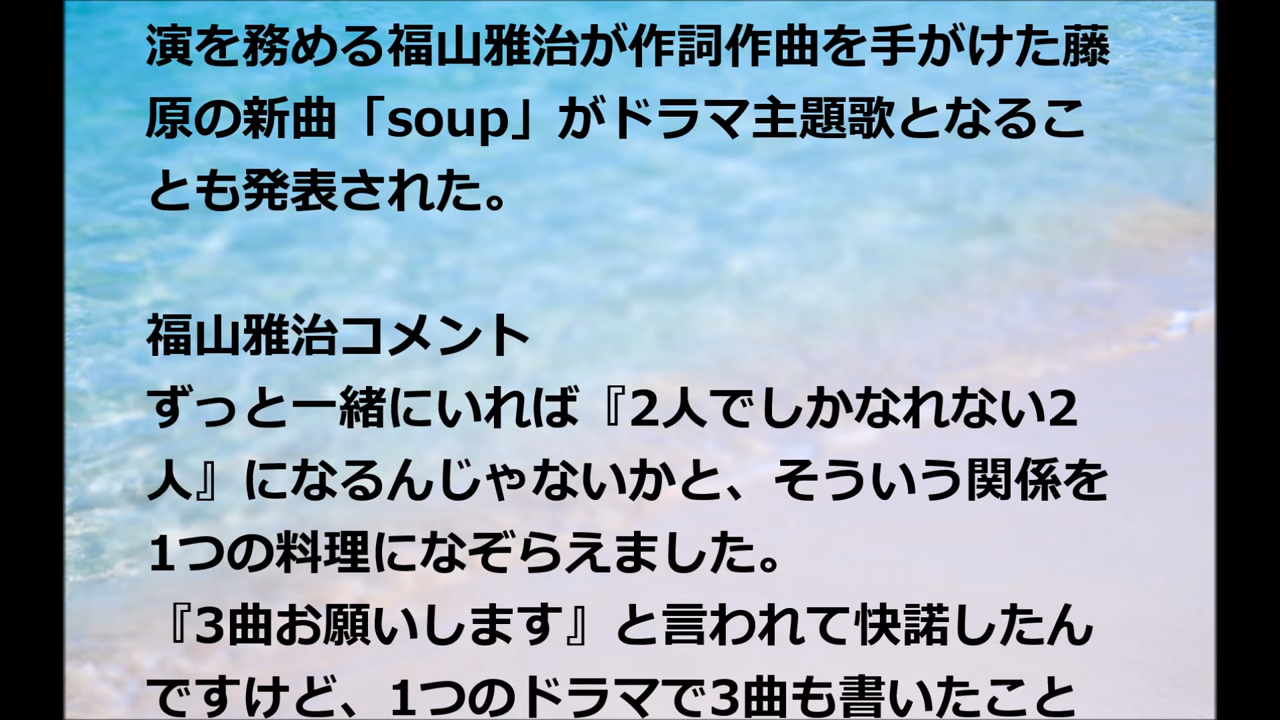 演を務める福山雅治が作詞作曲を手がけた藤
原の新曲「soup」がドラマ主題歌となるこ
とも発表された。
福山雅治コメント
ずっと一緒にいれば『2人でしかなれない2
人』になるんじゃないかと、そういう関係を
1つの料理になぞらえました。
『3曲お願いします』と言われて快諾したん
ですけど、1つのドラマで3曲も書いたこと